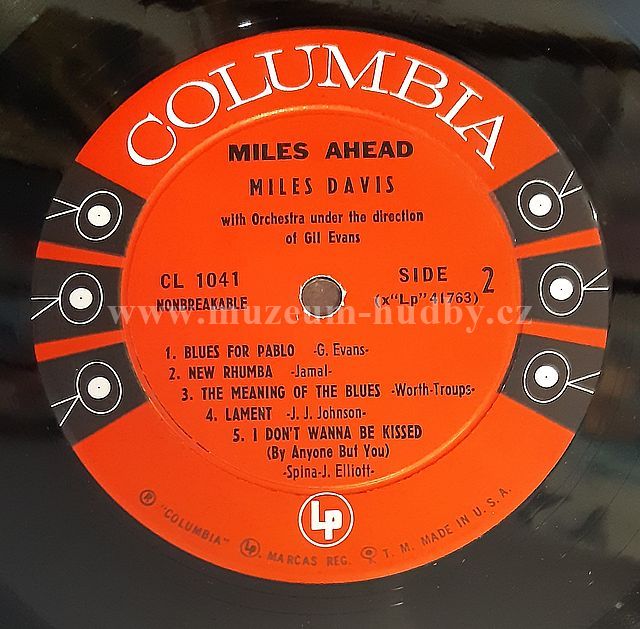 COLUMBIA
MILES AHEAD
MILES DAVIS
with Orchestra under the direction
of Gil Evans
CL 1041
NONBREAKABLE
SIDE 2
(x"Lp"41763)
www.muzeum-hudby.cz
1. BLUES FOR PABLO -G. Evans-
2. NEW RHUMBA -Jamal-
3. THE MEANING OF THE BLUES -Worth-Troups-
4. LAMENT -J. J. Johnson-
5. I DON'T WANNA BE KISSED
(By Anyone But You)
-Spina-J. Elliott-
Lp
® "COLUMBIA" Lp. MARCAS REG. T. M. MADE IN U. S. A.